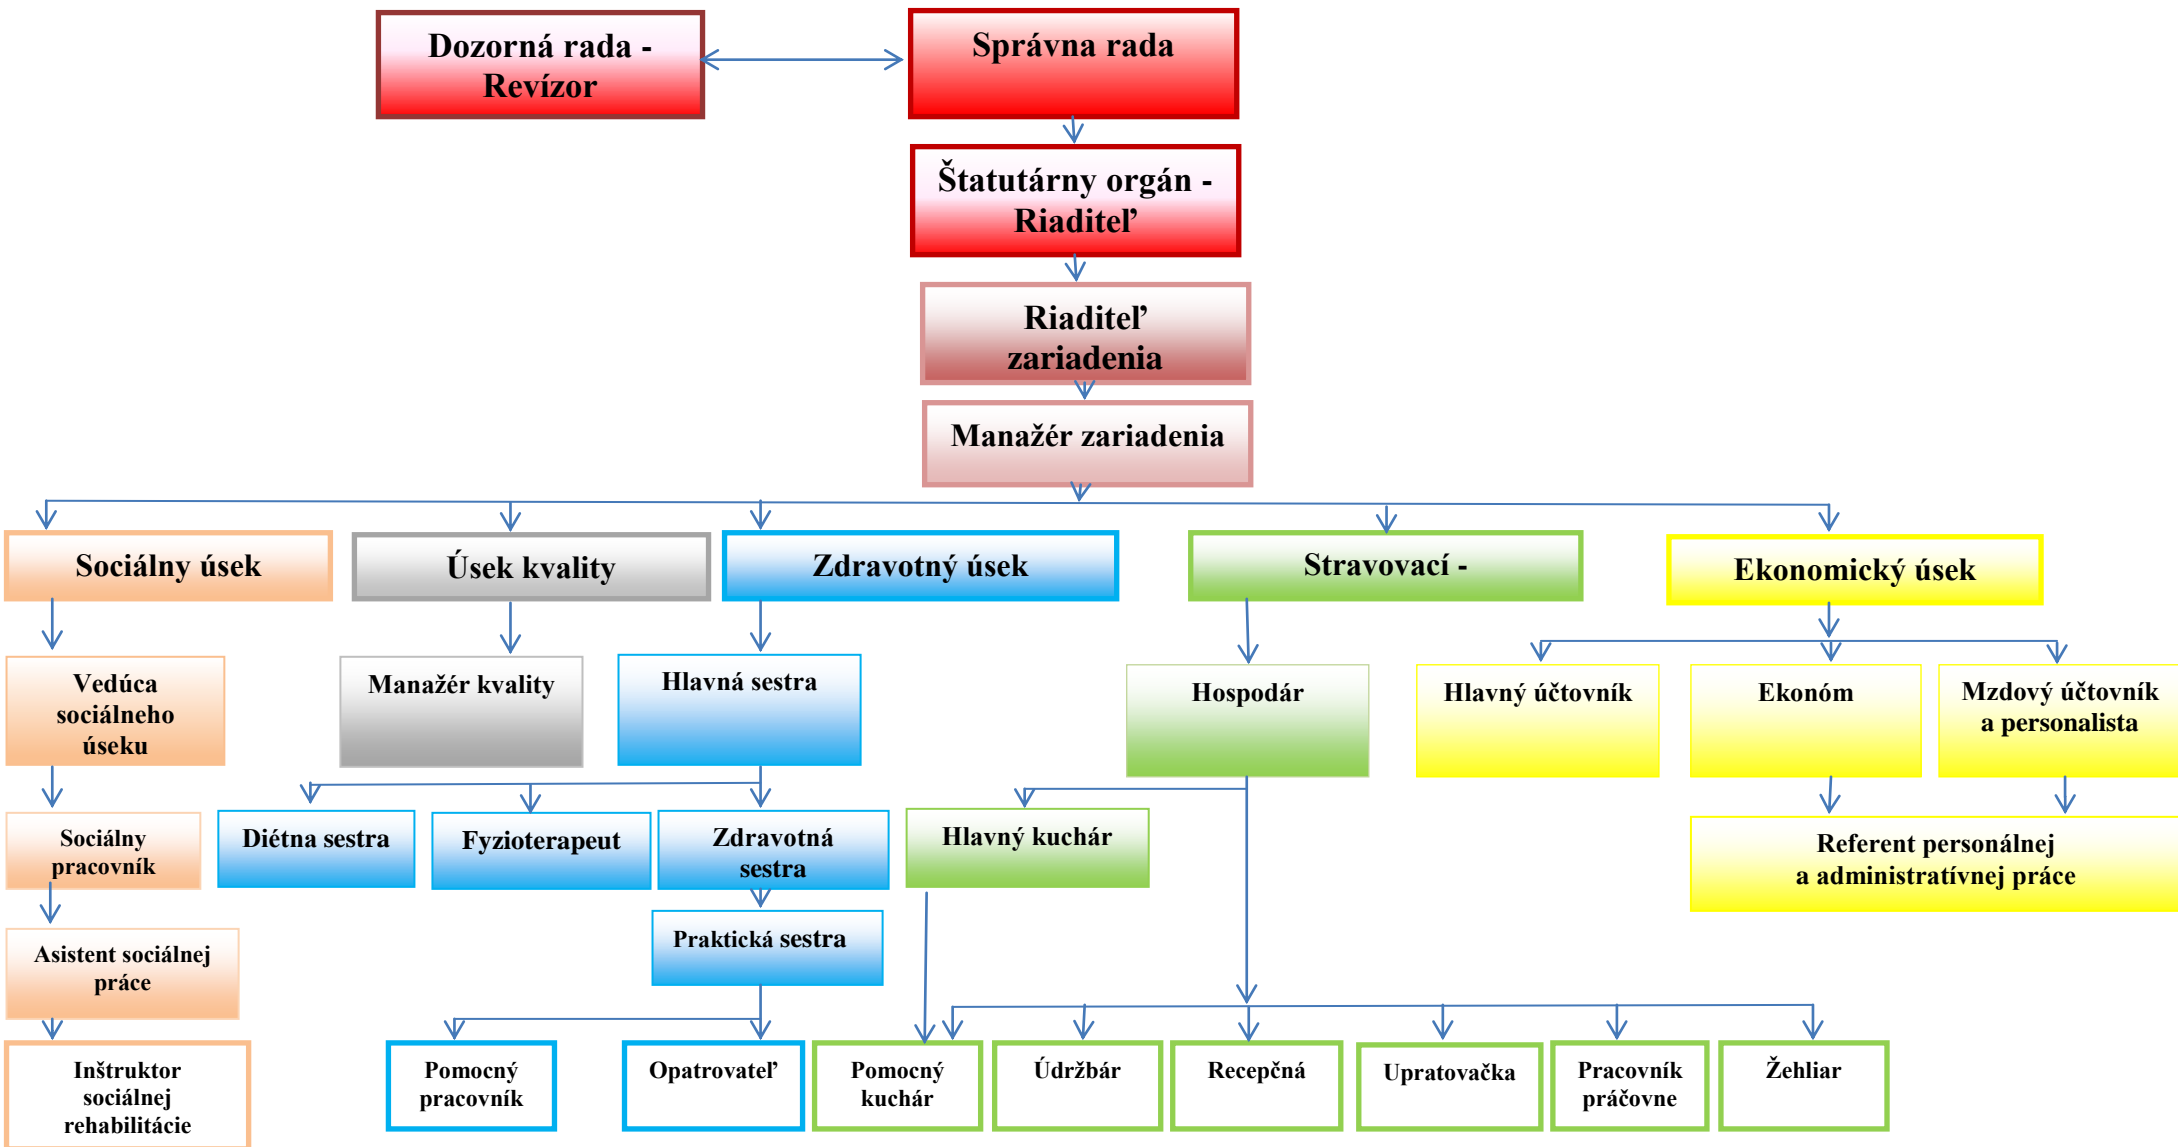 Dozorná rada -
Revízor
Správna rada
Štatutárny orgán -
Riaditeľ
Riaditeľ
zariadenia
Manažér zariadenia
Sociálny úsek
Úsek kvality
Zdravotný úsek
Stravovací -
Ekonomický úsek
Vedúca
sociálneho
úseku
Manažér kvality
Hlavná sestra
Hospodár
Hlavný účtovník
Ekonóm
Mzdový účtovník
a personalista
Sociálny
pracovník
Diétna sestra
Fyzioterapeut
Zdravotná
sestra
Hlavný kuchár
Referent personálnej
a administratívnej práce
Asistent sociálnej
práce
Praktická sestra
Inštruktor
sociálnej
rehabilitácie
Pomocný
pracovník
Opatrovateľ
Pomocný
kuchár
Údržbár
Recepčná
Upratovačka
Pracovník
práčovne
Žehliar